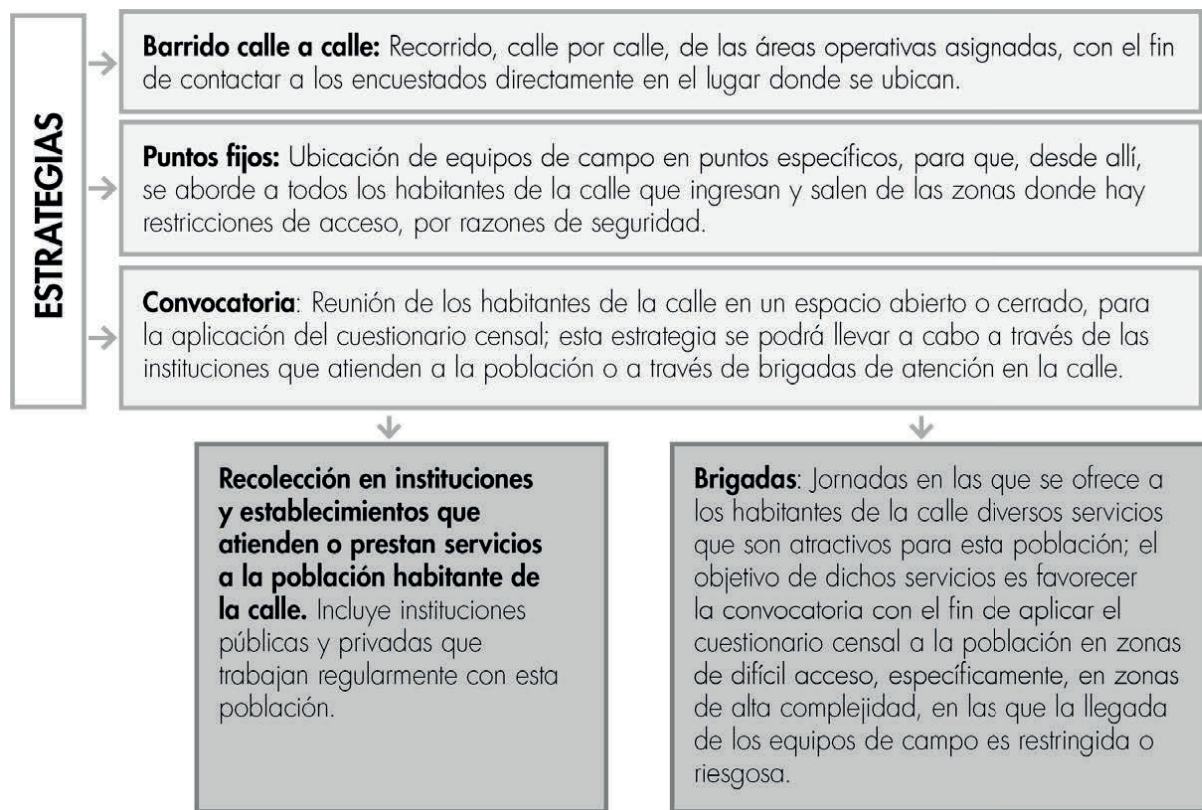 ESTRATEGIAS
Barrido calle a calle: Recorrido, calle por calle, de las áreas operativas asignadas, con el fin
de contactar a los encuestados directamente en el lugar donde se ubican.
Puntos fijos: Ubicación de equipos de campo en puntos específicos, para que, desde allí,
se aborde a todos los habitantes de la calle que ingresan y salen de las zonas donde hay
restricciones de acceso, por razones de seguridad.
Convocatoria: Reunión de los habitantes de la calle en un espacio abierto o cerrado, para
la aplicación del cuestionario censal; esta estrategia se podrá llevar a cabo a través de las
instituciones que atienden a la población o a través de brigadas de atención en la calle.
Recolección en instituciones
y establecimientos que
atienden o prestan servicios
a la población habitante de
la calle. Incluye instituciones
públicas y privadas que
trabajan regularmente con esta
población.
Brigadas: Jornadas en las que se ofrece a
los habitantes de la calle diversos servicios
que son atractivos para esta población; el
objetivo de dichos servicios es favorecer
la convocatoria con el fin de aplicar el
cuestionario censal a la población en zonas
de difícil acceso, específicamente, en zonas
de alta complejidad, en las que la llegada
de los equipos de campo es restringida o
riesgosa.